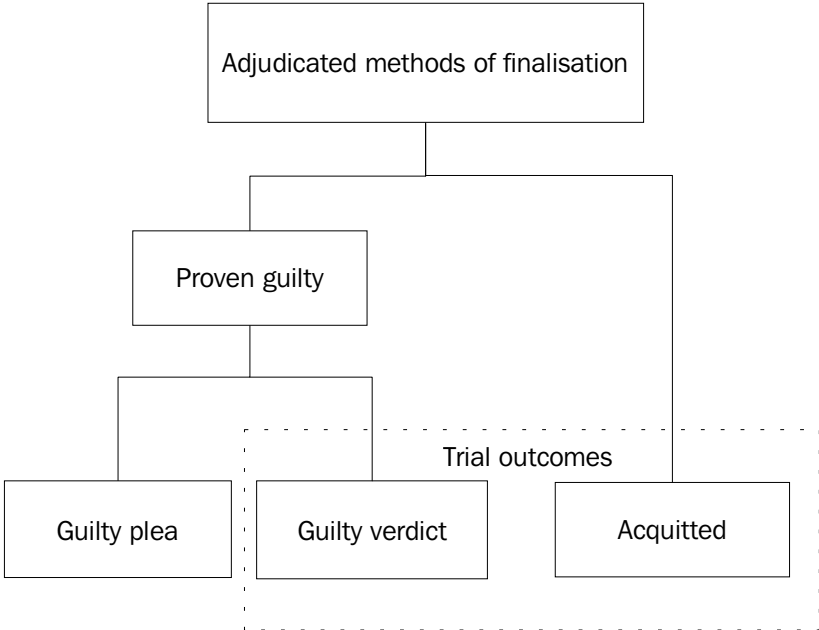 Adjudicated methods of finalisation
Proven guilty
Trial outcomes
Guilty plea
Guilty verdict
Acquitted